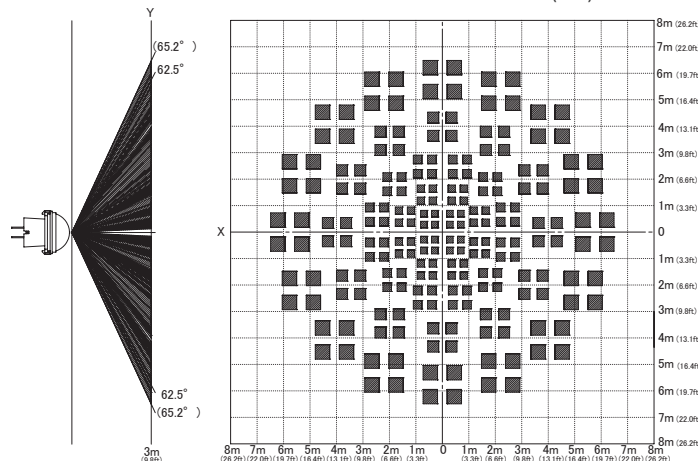 Y
(65.2°)
62.5°
62.5°
(65.2°)
3m
(9.8ft)
X
8m (26.2ft
7m (22.0ft
6m (19.7ft
5m (16.4ft
4m (13.1ft
3m (9.8ft)
2m (6.6ft)
1m (3.3ft)
0
1m (3.3ft)
2m (6.6ft)
3m (9.8ft)
4m (13.1ft
5m (16.4ft
6m (19.7ft
7m (22.0ft
8m (26.2ft
8m 7m 6m 5m 4m 3m 2m 1m 0 1m 2m 3m 4m 5m 6m 7m 8m
(26.2ft) (22.0ft) (19.7ft) (16.4ft) (13.1ft) (9.8ft) (6.6ft) (3.3ft) (3.3ft) (6.6ft) (9.8ft) (13.1ft) (16.4ft) (19.7ft) (22.0ft) (26.2ft)